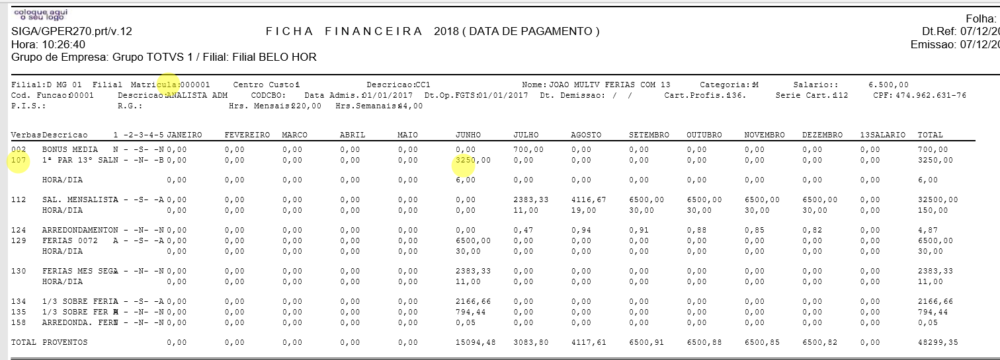 coloque aqui
o seu logo
Folha:
SIGA/GPER270.prt/v.12 F I C H A F I N A N C E I R A 2018 ( DATA DE PAGAMENTO ) Dt.Ref: 07/12/20
Hora: 10:26:40 Emissao: 07/12/20
Grupo de Empresa: Grupo TOTVS 1 / Filial: Filial BELO HOR
Filial:D MG 01 Filial Matricula:000001 Centro Custo:1 Descricao:CC1 Nome: JOAO MULTV FERIAS COM 13 Categoria:M Salario:: 6.500,00
Cod. Funcao:00001 Descricao:ANALISTA ADM CODCBO: Data Admis.:01/01/2017 Dt.Op.FGTS:01/01/2017 Dt. Demissao: / / Cart.Profis.:136. Serie Cart.:112 CPF: 474.962.631-76
P.I.S.: R.G.: Hrs. Mensais:220,00 Hrs.Semanais:44,00
Verbas Descricao 1 -2-3-4-5 JANEIRO FEVEREIRO MARCO ABRIL MAIO JUNHO JULHO AGOSTO SETEMBRO OUTUBRO NOVEMBRO DEZEMBRO 13SALARIO TOTAL
002 BONUS MEDIA N - -S- -N 0,00 0,00 0,00 0,00 0,00 0,00 700,00 0,00 0,00 0,00 0,00 0,00 0,00 700,00
107 1ª PAR 13º SALN - -N- -B 0,00 0,00 0,00 0,00 0,00 3250,00 0,00 0,00 0,00 0,00 0,00 0,00 0,00 3250,00
HORA/DIA 0,00 0,00 0,00 0,00 0,00 6,00 0,00 0,00 0,00 0,00 0,00 0,00 0,00 6,00
112 SAL. MENSALISTA - -S- -A 0,00 0,00 0,00 0,00 0,00 0,00 2383,33 4116,67 6500,00 6500,00 6500,00 6500,00 0,00 32500,00
HORA/DIA 0,00 0,00 0,00 0,00 0,00 0,00 11,00 19,00 30,00 30,00 30,00 30,00 0,00 150,00
124 ARREDONDAMENTON - -N- -N 0,00 0,00 0,00 0,00 0,00 0,00 0,47 0,94 0,91 0,88 0,85 0,82 0,00 4,87
129 FERIAS 0072 A - -S- -A 0,00 0,00 0,00 0,00 0,00 6500,00 0,00 0,00 0,00 0,00 0,00 0,00 0,00 6500,00
HORA/DIA 0,00 0,00 0,00 0,00 0,00 30,00 0,00 0,00 0,00 0,00 0,00 0,00 0,00 30,00
130 FERIAS MES SEGA - -N- -N 0,00 0,00 0,00 0,00 0,00 2383,33 0,00 0,00 0,00 0,00 0,00 0,00 0,00 2383,33
HORA/DIA 0,00 0,00 0,00 0,00 0,00 11,00 0,00 0,00 0,00 0,00 0,00 0,00 0,00 11,00
134 1/3 SOBRE FERIA - -S- -A 0,00 0,00 0,00 0,00 0,00 2166,66 0,00 0,00 0,00 0,00 0,00 0,00 0,00 2166,66
135 1/3 SOBRE FER - -N- -N 0,00 0,00 0,00 0,00 0,00 794,44 0,00 0,00 0,00 0,00 0,00 0,00 0,00 794,44
158 ARREDONDA. FERN - -N- -N 0,00 0,00 0,00 0,00 0,00 0,05 0,00 0,00 0,00 0,00 0,00 0,00 0,00 0,05
TOTAL PROVENTOS 0,00 0,00 0,00 0,00 0,00 15094,48 3083,80 4117,61 6500,91 6500,88 6500,85 6500,82 0,00 48299,35